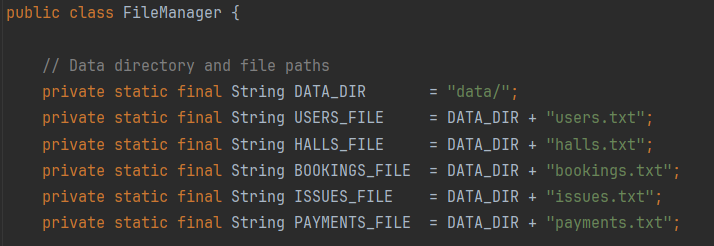 public class FileManager {
// Data directory and file paths
private static final String DATA_DIR       = "data/";
private static final String USERS_FILE     = DATA_DIR + "users.txt";
private static final String HALLS_FILE     = DATA_DIR + "halls.txt";
private static final String BOOKINGS_FILE  = DATA_DIR + "bookings.txt";
private static final String ISSUES_FILE    = DATA_DIR + "issues.txt";
private static final String PAYMENTS_FILE  = DATA_DIR + "payments.txt";